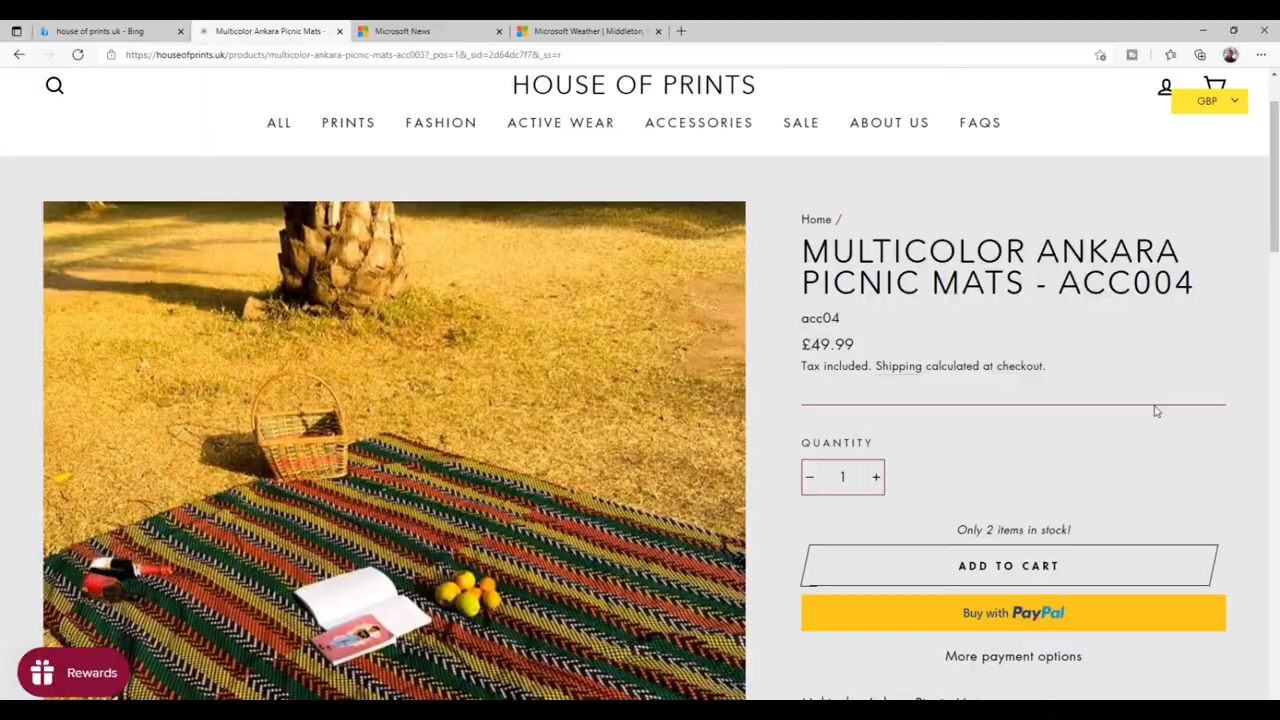 house of prints uk - Bing
Multicolor Ankara Picnic Mats -
Microsoft News
Microsoft Weather | Middleton,
https://houseofprints.uk/products/multicolor-ankara-picnic-mats-acc003?_pos=1&_sid=2d64dc7f7&_ss=r
HOUSE OF PRINTS
GBP
ALL PRINTS FASHION ACTIVE WEAR ACCESSORIES SALE ABOUT US FAQS
Home /
MULTICOLOR ANKARA
PICNIC MATS - ACC004
acc04
£49.99
Tax included. Shipping calculated at checkout.
QUANTITY
− 1 +
Only 2 items in stock!
ADD TO CART
Buy with PayPal
More payment options
Rewards